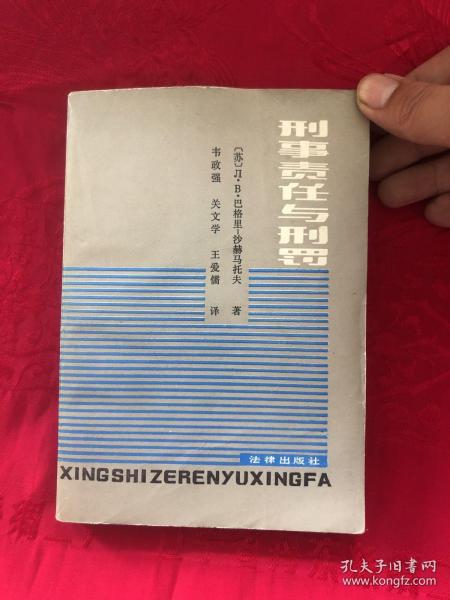 刑事责任与刑罚
〔苏〕Л·В·巴格里-沙赫马托夫 著
韦政强 关文学 王爱儒 译
法律出版社
XINGSHIZERENYUXINGFA
孔夫子旧书网
www.kongfz.com